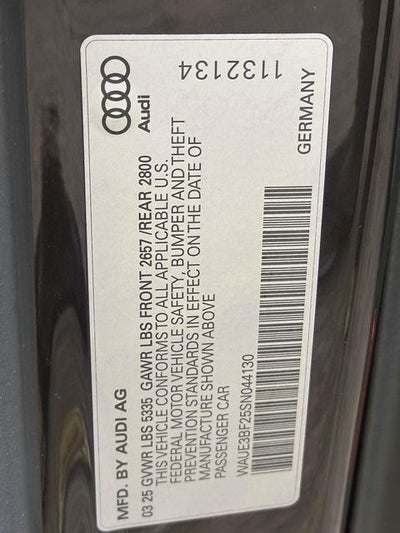 MFD. BY AUDI AG
03 25 GVWR LBS 5335 GAWR LBS FRONT 2657 /REAR 2800
THIS VEHICLE CONFORMS TO ALL APPLICABLE U.S.
FEDERAL MOTOR VEHICLE SAFETY, BUMPER AND THEFT
PREVENTION STANDARDS IN EFFECT ON THE DATE OF
MANUFACTURE SHOWN ABOVE
PASSENGER CAR
WAUE3BF25SN044130
Audi
1132134
GERMANY